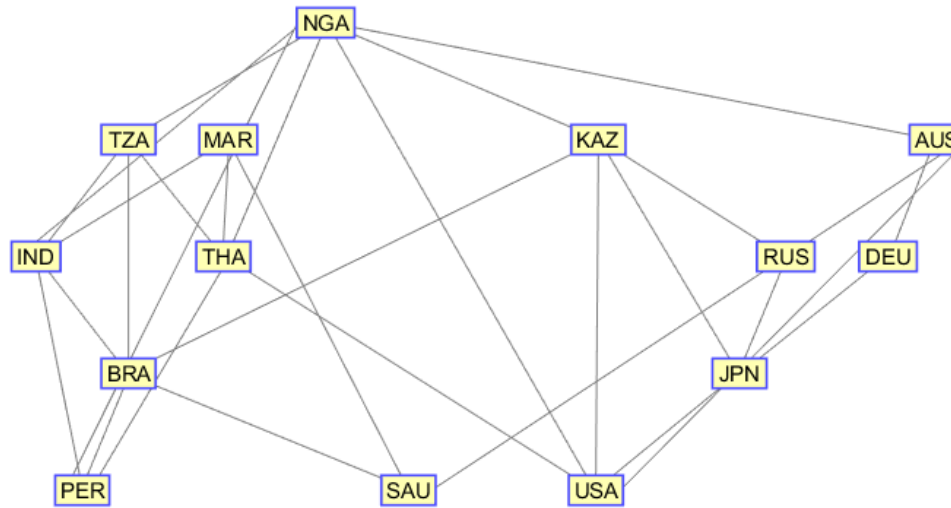 NGA
TZA
MAR
KAZ
AUS
IND
THA
RUS
DEU
BRA
JPN
PER
SAU
USA